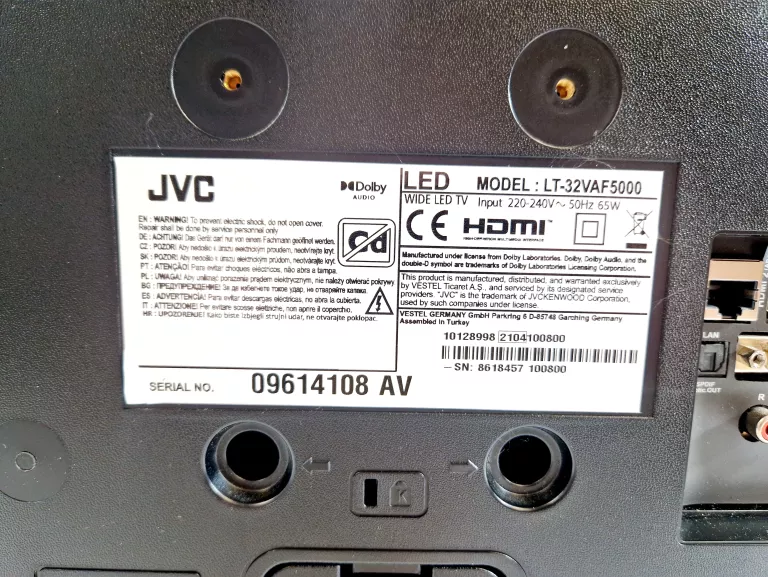 JVC
Dolby
AUDIO
EN : WARNING! To prevent electric shock, do not open cover.
Repair shall be done by service personnel only
DE : ACHTUNG! Das Gerät darf nur von einem Fachmann geöffnet werden.
CZ : POZOR! Aby nedošlo k úrazu elektrickým proudem, neotvírejte kryt
SK : POZOR! Aby nedošlo k úrazu elektrickým prúdom, neotvárajte kryt
PT : ATENÇÃO! Para evitar choques eléctricos, não abra a tampa.
PL : UWAGA! Aby uniknąć porażenia prądem elektrycznym, nie należy otwierać pokrywy
BG : ПРЕДУПРЕЖДЕНИЕ! За да избегнете токов удар, не отваряйте капака
ES : ADVERTENCIA! Para evitar descargas eléctricas, no abra la cubierta.
IT : ATTENZIONE! Per evitare scosse elettriche, non aprire il coperchio.
HR : UPOZORENJE! Kako biste izbjegli strujni udar, ne otvarajte poklopac.
Cd
SERIAL NO. 09614108 AV
LED MODEL : LT-32VAF5000
WIDE LED TV Input 220-240V~ 50Hz 65W
CE HDMI
HIGH-DEFINITION MULTIMEDIA INTERFACE
Manufactured under license from Dolby Laboratories. Dolby, Dolby Audio, and the
double-D symbol are trademarks of Dolby Laboratories Licensing Corporation.
This product is manufactured, distributed, and warranted exclusively
by VESTEL Ticaret A.Ş., and serviced by its designated service
providers. "JVC" is the trademark of JVCKENWOOD Corporation,
used by such companies under license.
VESTEL GERMANY GmbH Parkring 6 D-85748 Garching Germany
Assembled in Turkey
10128998 2104100800
SN: 8618457 100800
LAN
SPDIF
OUT
R
HDMI